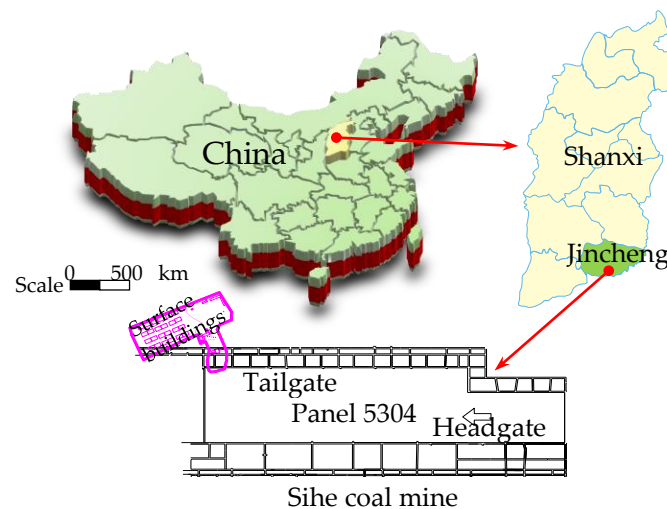 China
Shanxi
Jincheng
Scale 0 500 km
Surface
buildings
Tailgate
Panel 5304
Headgate
Sihe coal mine